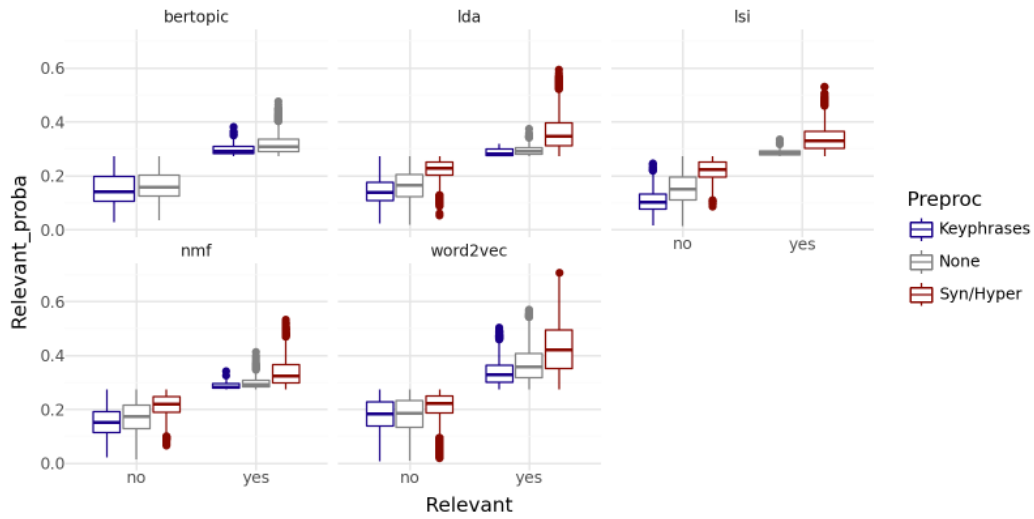 bertopic lda lsi
0.6
0.4
0.2
0.0
no yes
nmf word2vec
0.6
0.4
0.2
0.0
no yes no yes
Relevant_proba
Relevant
Preproc
Keyphrases
None
Syn/Hyper